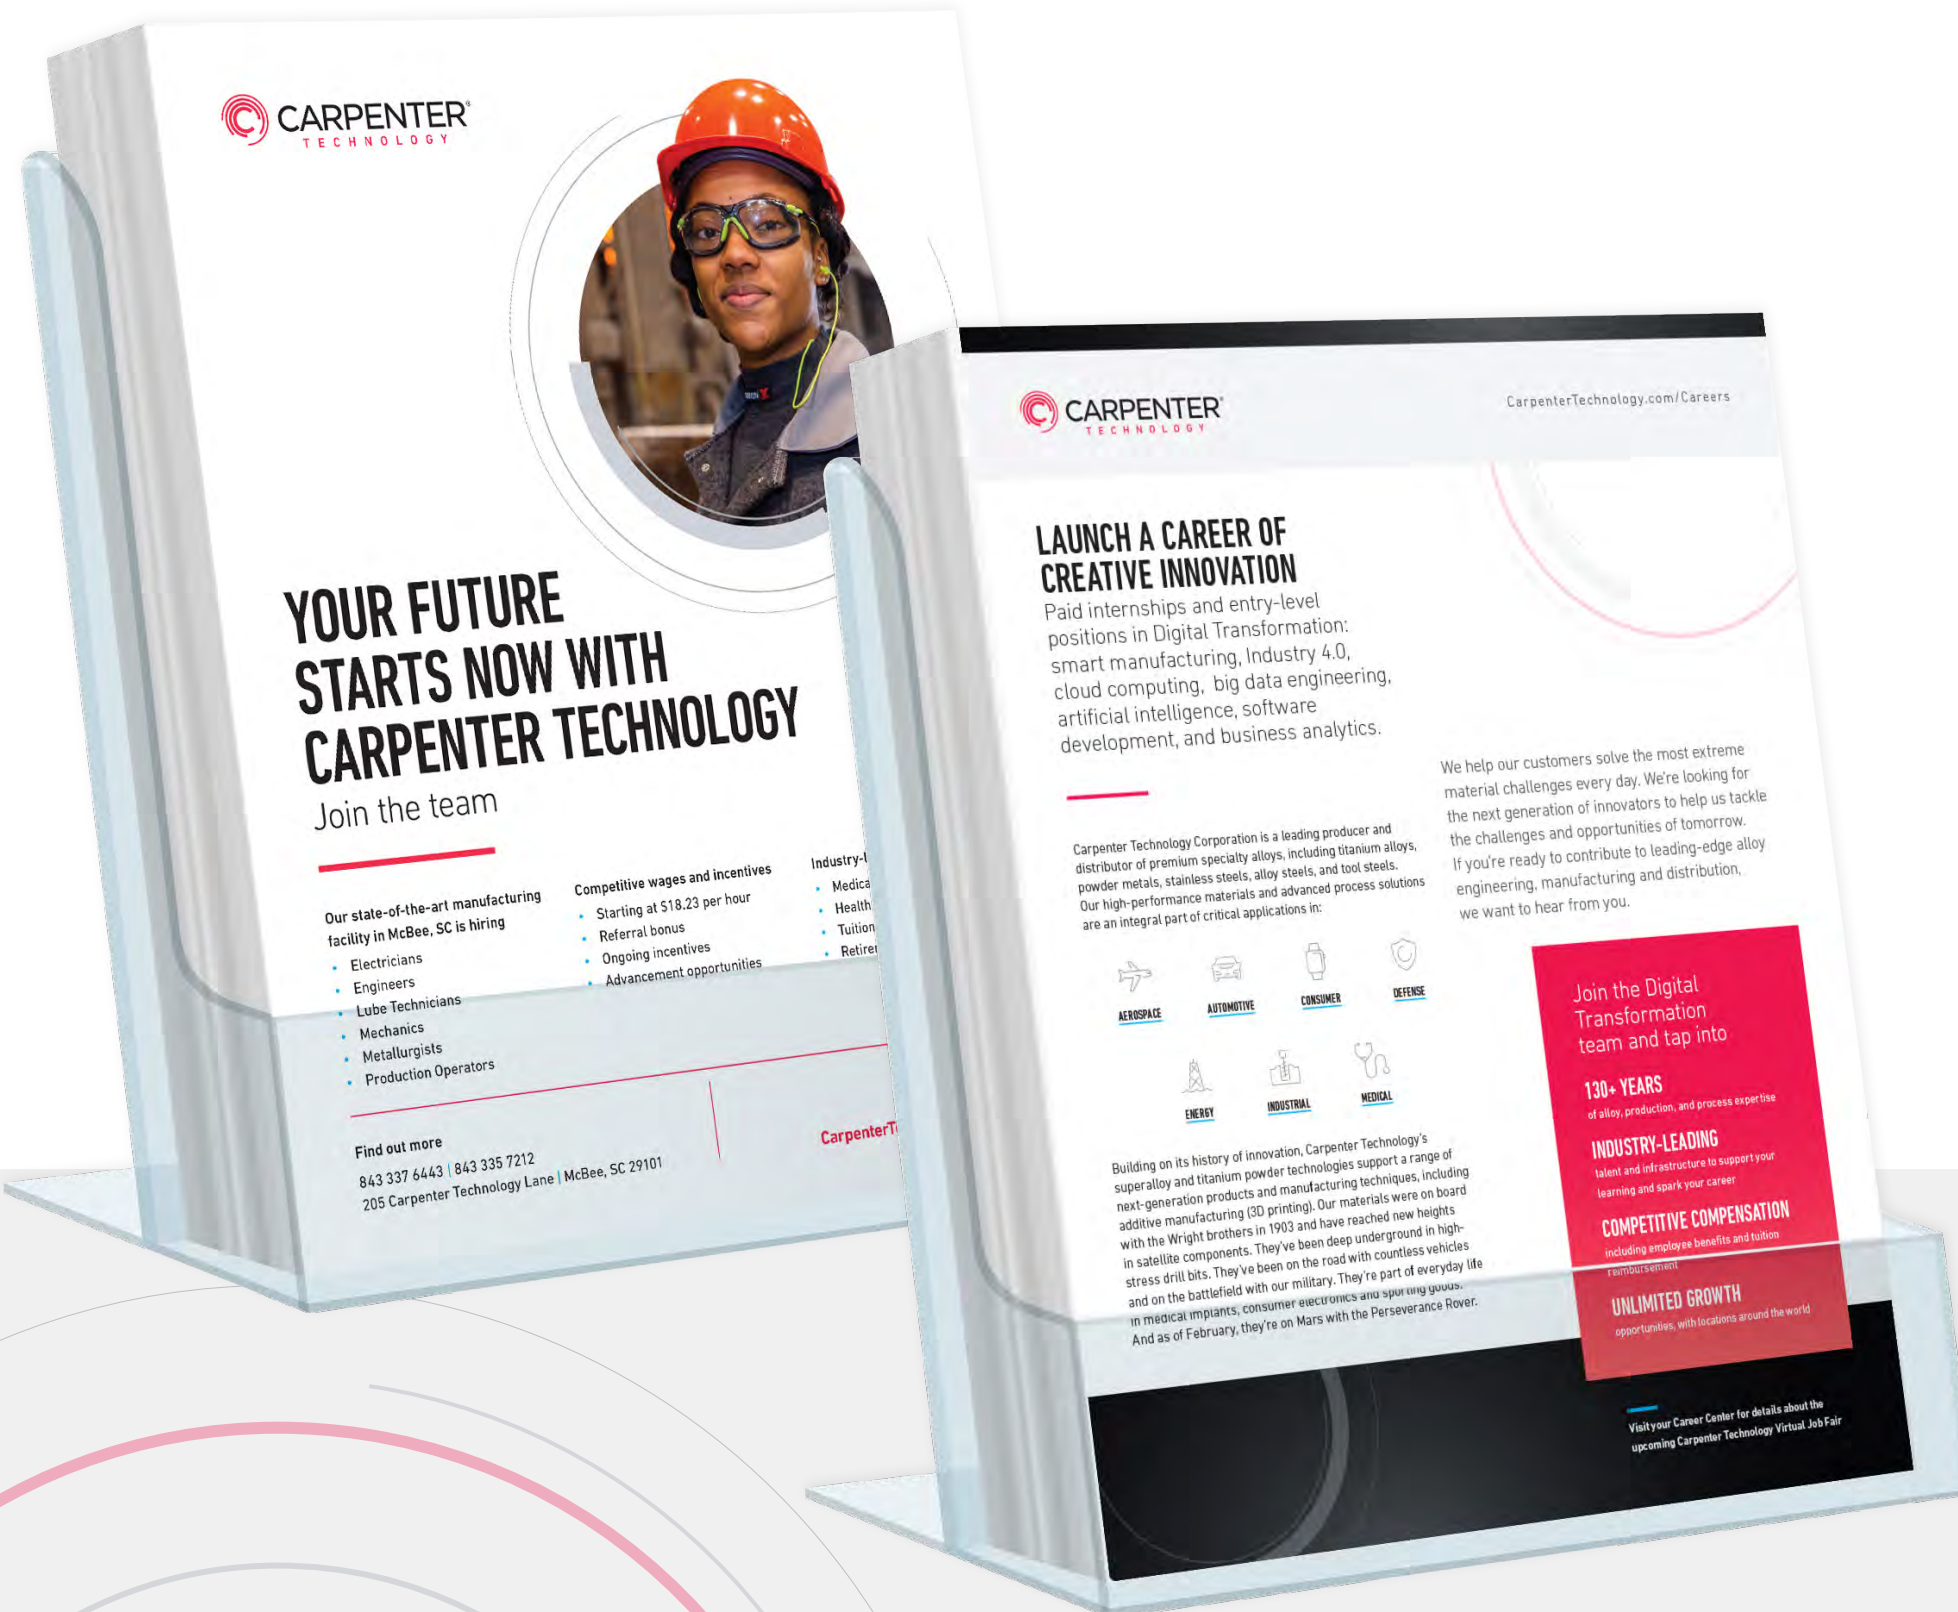 CARPENTER®
TECHNOLOGY
YOUR FUTURE
STARTS NOW WITH
CARPENTER TECHNOLOGY
Join the team
Our state-of-the-art manufacturing
facility in McBee, SC is hiring
• Electricians
• Engineers
• Lube Technicians
• Mechanics
• Metallurgists
• Production Operators
Competitive wages and incentives
• Starting at $18.23 per hour
• Referral bonus
• Ongoing incentives
• Advancement opportunities
Industry-l
• Medica
• Health
• Tuition
• Retire
Find out more
843 337 6443 | 843 335 7212
205 Carpenter Technology Lane | McBee, SC 29101
CarpenterT
CARPENTER®
TECHNOLOGY
CarpenterTechnology.com/Careers
LAUNCH A CAREER OF
CREATIVE INNOVATION
Paid internships and entry-level
positions in Digital Transformation:
smart manufacturing, Industry 4.0,
cloud computing, big data engineering,
artificial intelligence, software
development, and business analytics.
Carpenter Technology Corporation is a leading producer and
distributor of premium specialty alloys, including titanium alloys,
powder metals, stainless steels, alloy steels, and tool steels.
Our high-performance materials and advanced process solutions
are an integral part of critical applications in:
AEROSPACE
AUTOMOTIVE
CONSUMER
DEFENSE
ENERGY
INDUSTRIAL
MEDICAL
Building on its history of innovation, Carpenter Technology's
superalloy and titanium powder technologies support a range of
next-generation products and manufacturing techniques, including
additive manufacturing (3D printing). Our materials were on board
with the Wright brothers in 1903 and have reached new heights
in satellite components. They've been deep underground in high-
stress drill bits. They've been on the road with countless vehicles
and on the battlefield with our military. They're part of everyday life
in medical implants, consumer electronics and sporting goods.
And as of February, they're on Mars with the Perseverance Rover.
We help our customers solve the most extreme
material challenges every day. We're looking for
the next generation of innovators to help us tackle
the challenges and opportunities of tomorrow.
If you're ready to contribute to leading-edge alloy
engineering, manufacturing and distribution,
we want to hear from you.
Join the Digital
Transformation
team and tap into
130+ YEARS
of alloy, production, and process expertise
INDUSTRY-LEADING
talent and infrastructure to support your
learning and spark your career
COMPETITIVE COMPENSATION
including employee benefits and tuition
reimbursement
UNLIMITED GROWTH
opportunities, with locations around the world
Visit your Career Center for details about the
upcoming Carpenter Technology Virtual Job Fair